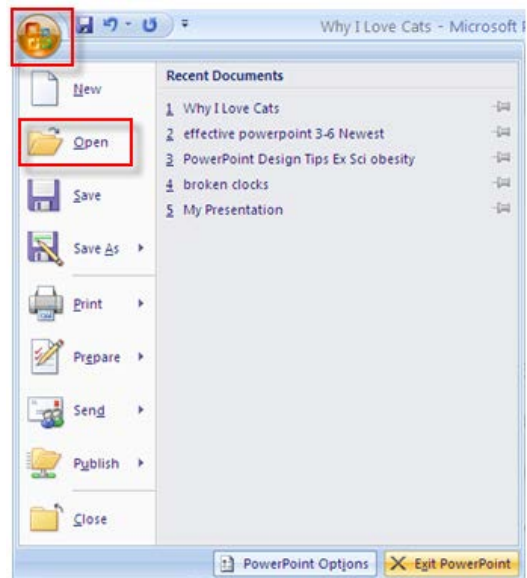 Why I Love Cats - Microsoft
New
Open
Save
Save As
Print
Prepare
Send
Publish
Close
Recent Documents
1 Why I Love Cats
2 effective powerpoint 3-6 Newest
3 PowerPoint Design Tips Ex Sci obesity
4 broken clocks
5 My Presentation
PowerPoint Options
Exit PowerPoint